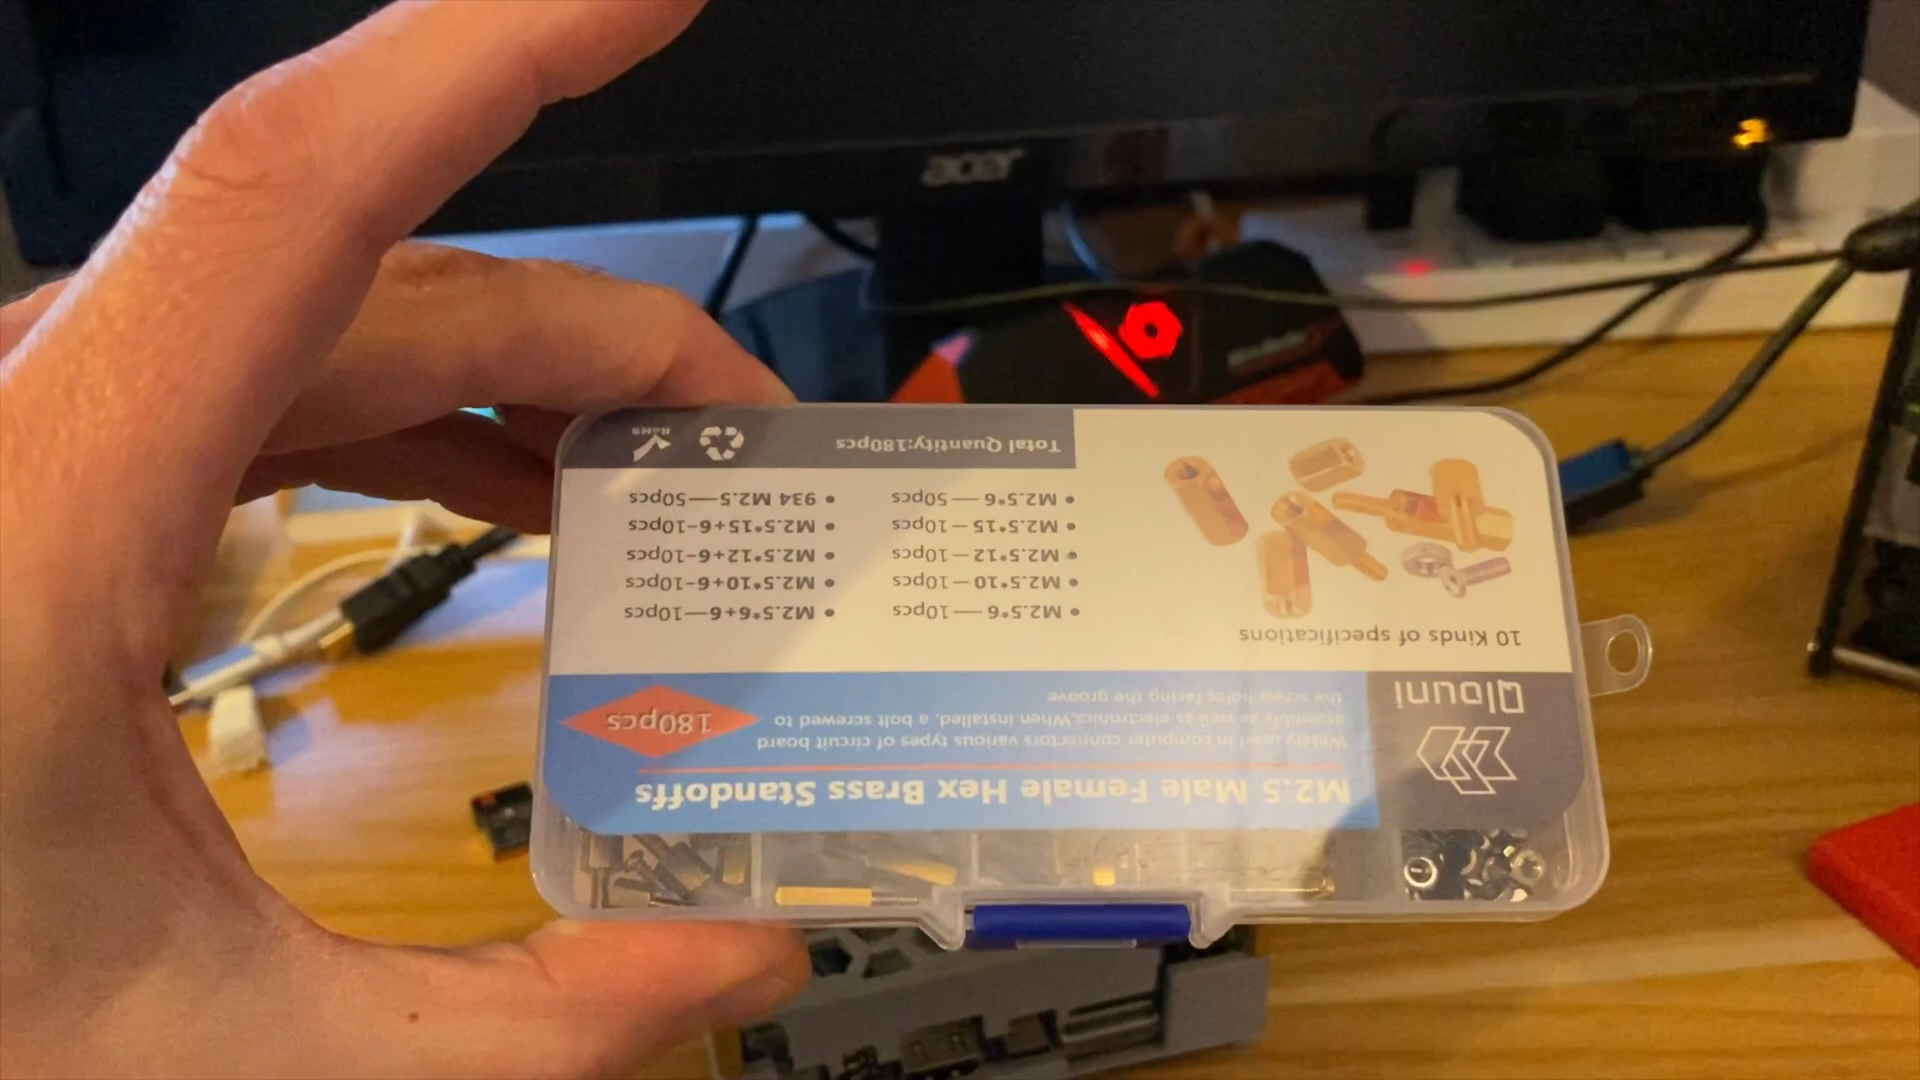 acer
M2.5 Male Female Hex Brass Standoffs
Widely used in computer connectors various types of circuit board
assembly as well as electronics,When installed, a bolt screwed to
the screw holes facing the groove
180pcs
Qlouni
10 Kinds of specifications
• M2.5*6 — 10pcs
• M2.5*10 — 10pcs
• M2.5*12 — 10pcs
• M2.5*15 — 10pcs
• M2.5*6 — 50pcs
• M2.5*6+6—10pcs
• M2.5*10+6-10pcs
• M2.5*12+6-10pcs
• M2.5*15+6-10pcs
• 934 M2.5—50pcs
Total Quantity:180pcs
RoHS